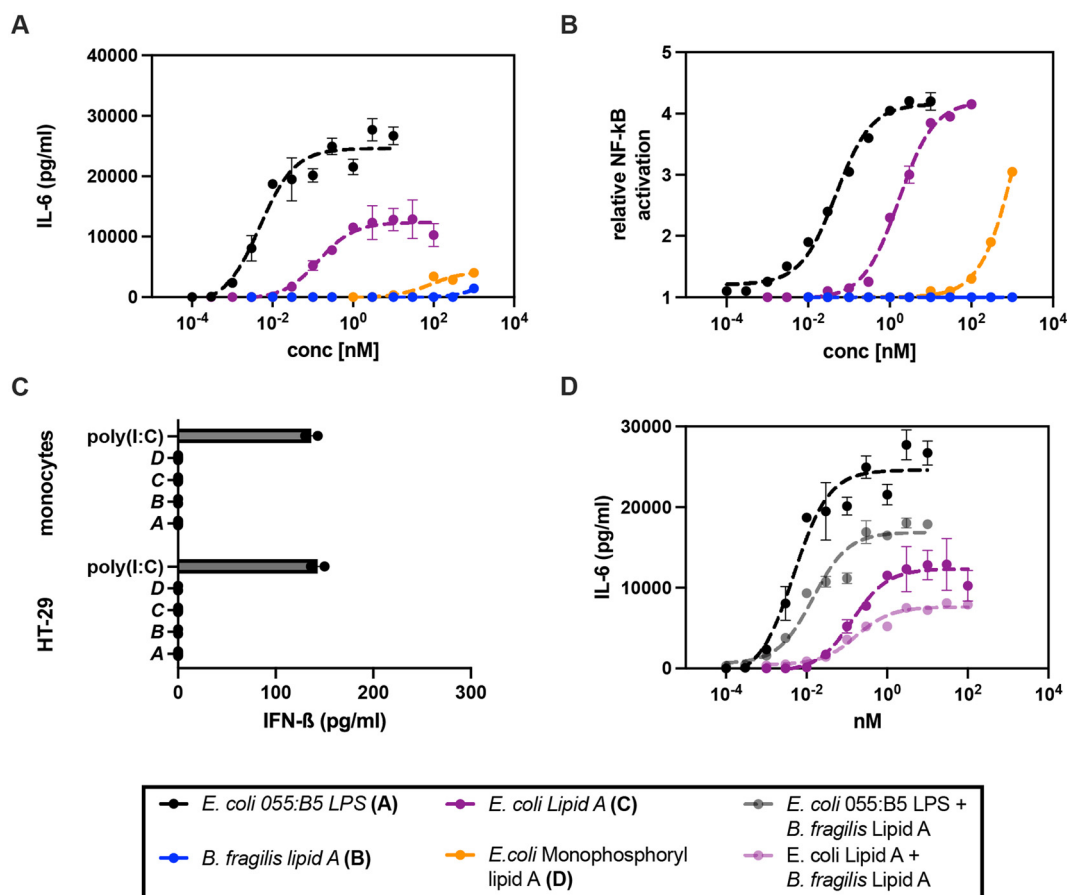 A
IL-6 (pg/ml)
40000
30000
20000
10000
0
10⁻⁴
10⁻²
10⁰
10²
10⁴
conc [nM]
B
relative NF-kB
activation
5
4
3
2
1
10⁻⁴
10⁻²
10⁰
10²
10⁴
conc [nM]
C
monocytes
poly(I:C)
D
C
B
A
HT-29
poly(I:C)
D
C
B
A
0
100
200
300
IFN-ß (pg/ml)
D
IL-6 (pg/ml)
30000
20000
10000
0
10⁻⁴
10⁻²
10⁰
10²
10⁴
nM
E. coli 055:B5 LPS (A)
E. coli Lipid A (C)
E. coli 055:B5 LPS +
B. fragilis Lipid A
B. fragilis lipid A (B)
E.coli Monophosphoryl
lipid A (D)
E. coli Lipid A +
B. fragilis Lipid A